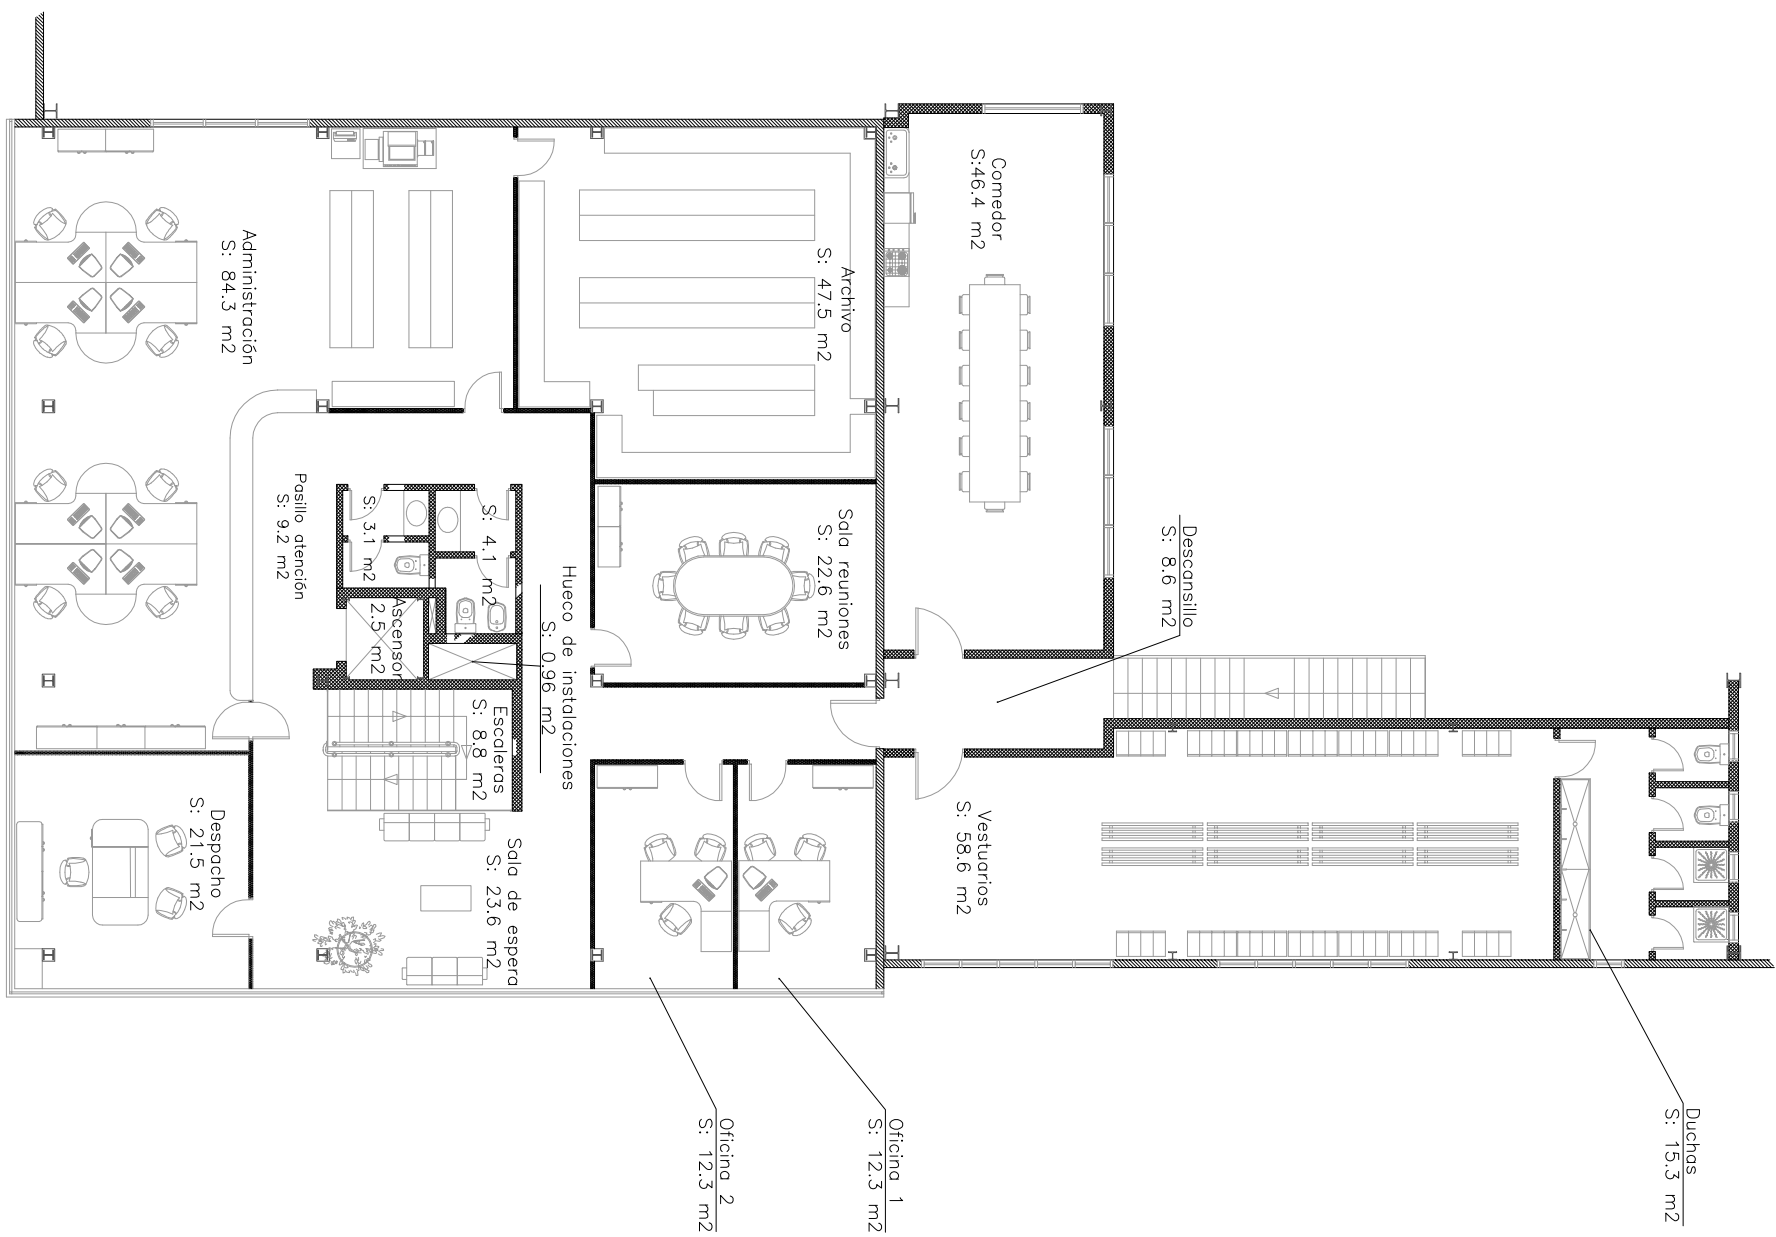 Comedor
S:46.4 m2
Archivo
S: 47.5 m2
Administración
S: 84.3 m2
Descansillo
S: 8.6 m2
Sala reuniones
S: 22.6 m2
Hueco de instalaciones
S: 0.96 m2
S: 4.1 m2
S: 3.1 m2
Pasillo atención
S: 9.2 m2
Ascensor
2.5 m2
Escaleras
S: 8.8 m2
Vestuarios
S: 58.6 m2
Sala de espera
S: 23.6 m2
Despacho
S: 21.5 m2
Duchas
S: 15.3 m2
Oficina 1
S: 12.3 m2
Oficina 2
S: 12.3 m2